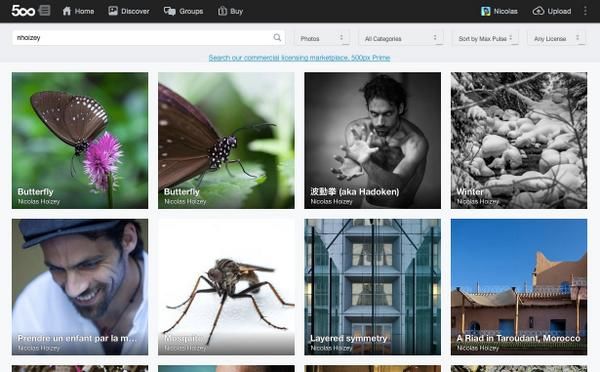 500
Home
Discover
Groups
Buy
Nicolas
Upload
nhoizey
Photos
All Categories
Sort by Max Pulse
Any License
Search our commercial licensing marketplace, 500px Prime
Butterfly
Nicolas Hoizey
Butterfly
Nicolas Hoizey
波動拳 (aka Hadoken)
Nicolas Hoizey
Winter
Nicolas Hoizey
Prendre un enfant par la m...
Nicolas Hoizey
Mosquito
Nicolas Hoizey
Layered symmetry
Nicolas Hoizey
A Riad in Taroudant, Morocco
Nicolas Hoizey